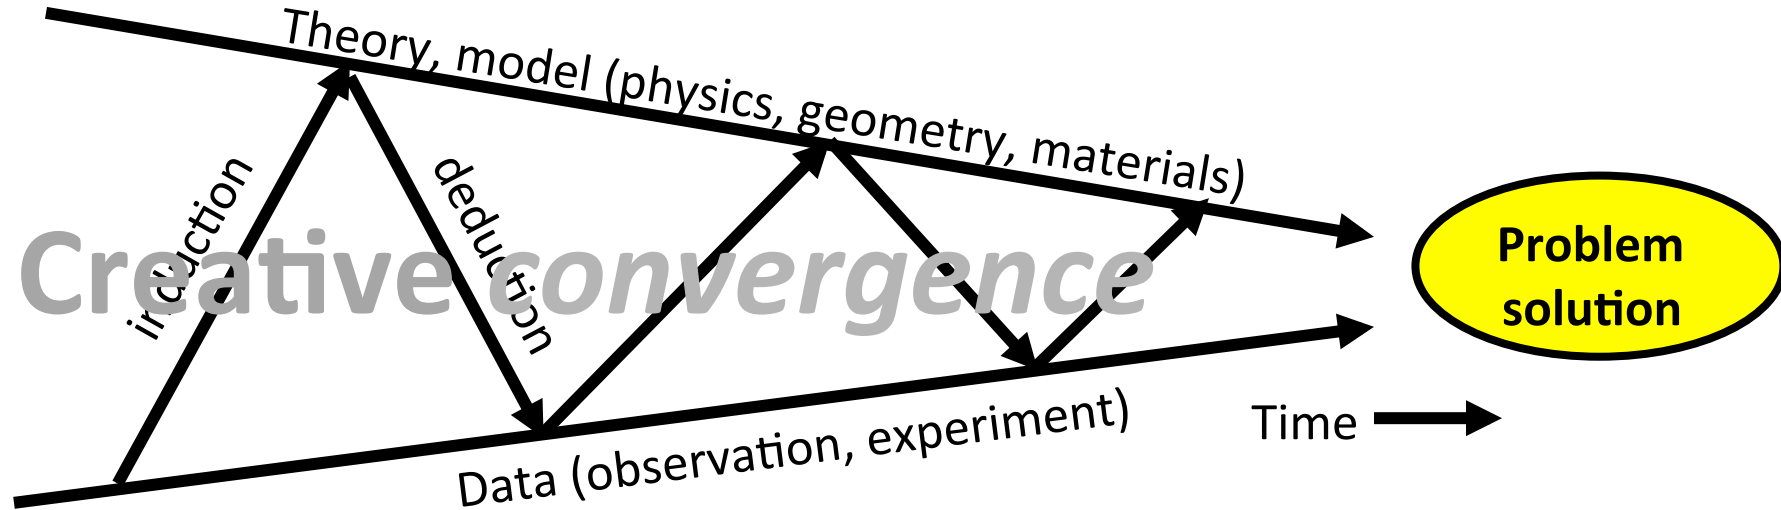 Theory, model (physics, geometry, materials)
induction
deduction
Creative convergence
Problem
solution
Data (observation, experiment)
Time